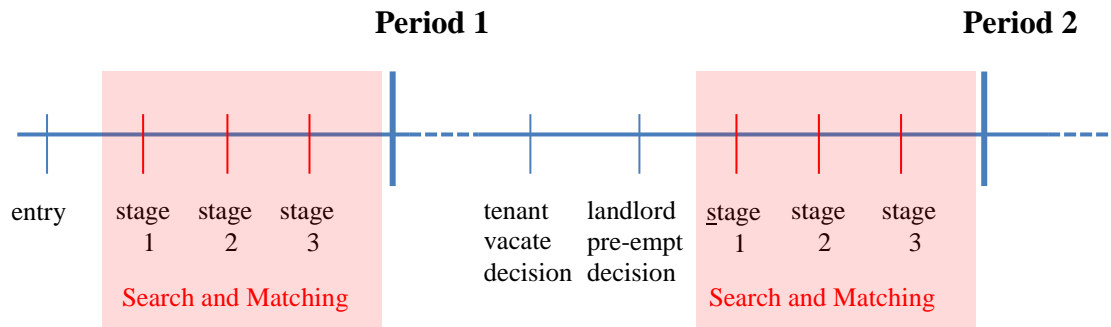 Period 1
Period 2
entry
stage
1
stage
2
stage
3
tenant
vacate
decision
landlord
pre-empt
decision
stage
1
stage
2
stage
3
Search and Matching
Search and Matching